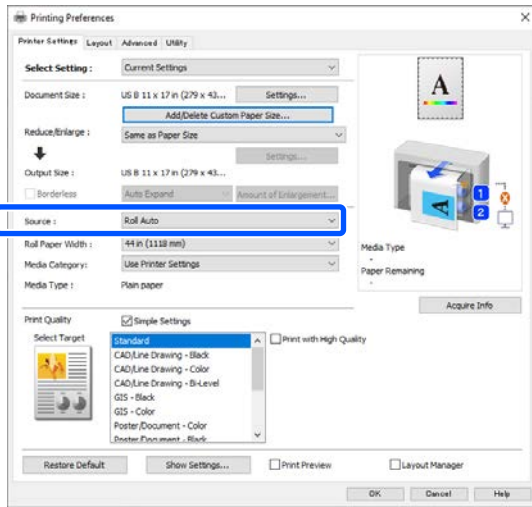 Printing Preferences
Printer Settings Layout Advanced Utility
Select Setting : Current Settings
Document Size : US B 11 x 17 in (279 x 43... Settings...
Add/Delete Custom Paper Size...
Reduce/Enlarge : Same as Paper Size
Settings...
Output Size : US B 11 x 17 in (279 x 43...
Borderless Auto Expand Amount of Enlargement...
Source : Roll Auto
Roll Paper Width : 44 in (1118 mm)
Media Category: Use Printer Settings
Media Type : Plain paper
A
A
1
2
Media Type
-
Paper Remaining
-
Acquire Info
Print Quality Simple Settings
Select Target
Standard
CAD/Line Drawing - Black
CAD/Line Drawing - Color
CAD/Line Drawing - Bi-Level
GIS - Black
GIS - Color
Poster/Document - Color
Poster/Document - Black
Print with High Quality
Restore Default Show Settings... Print Preview Layout Manager
OK Cancel Help